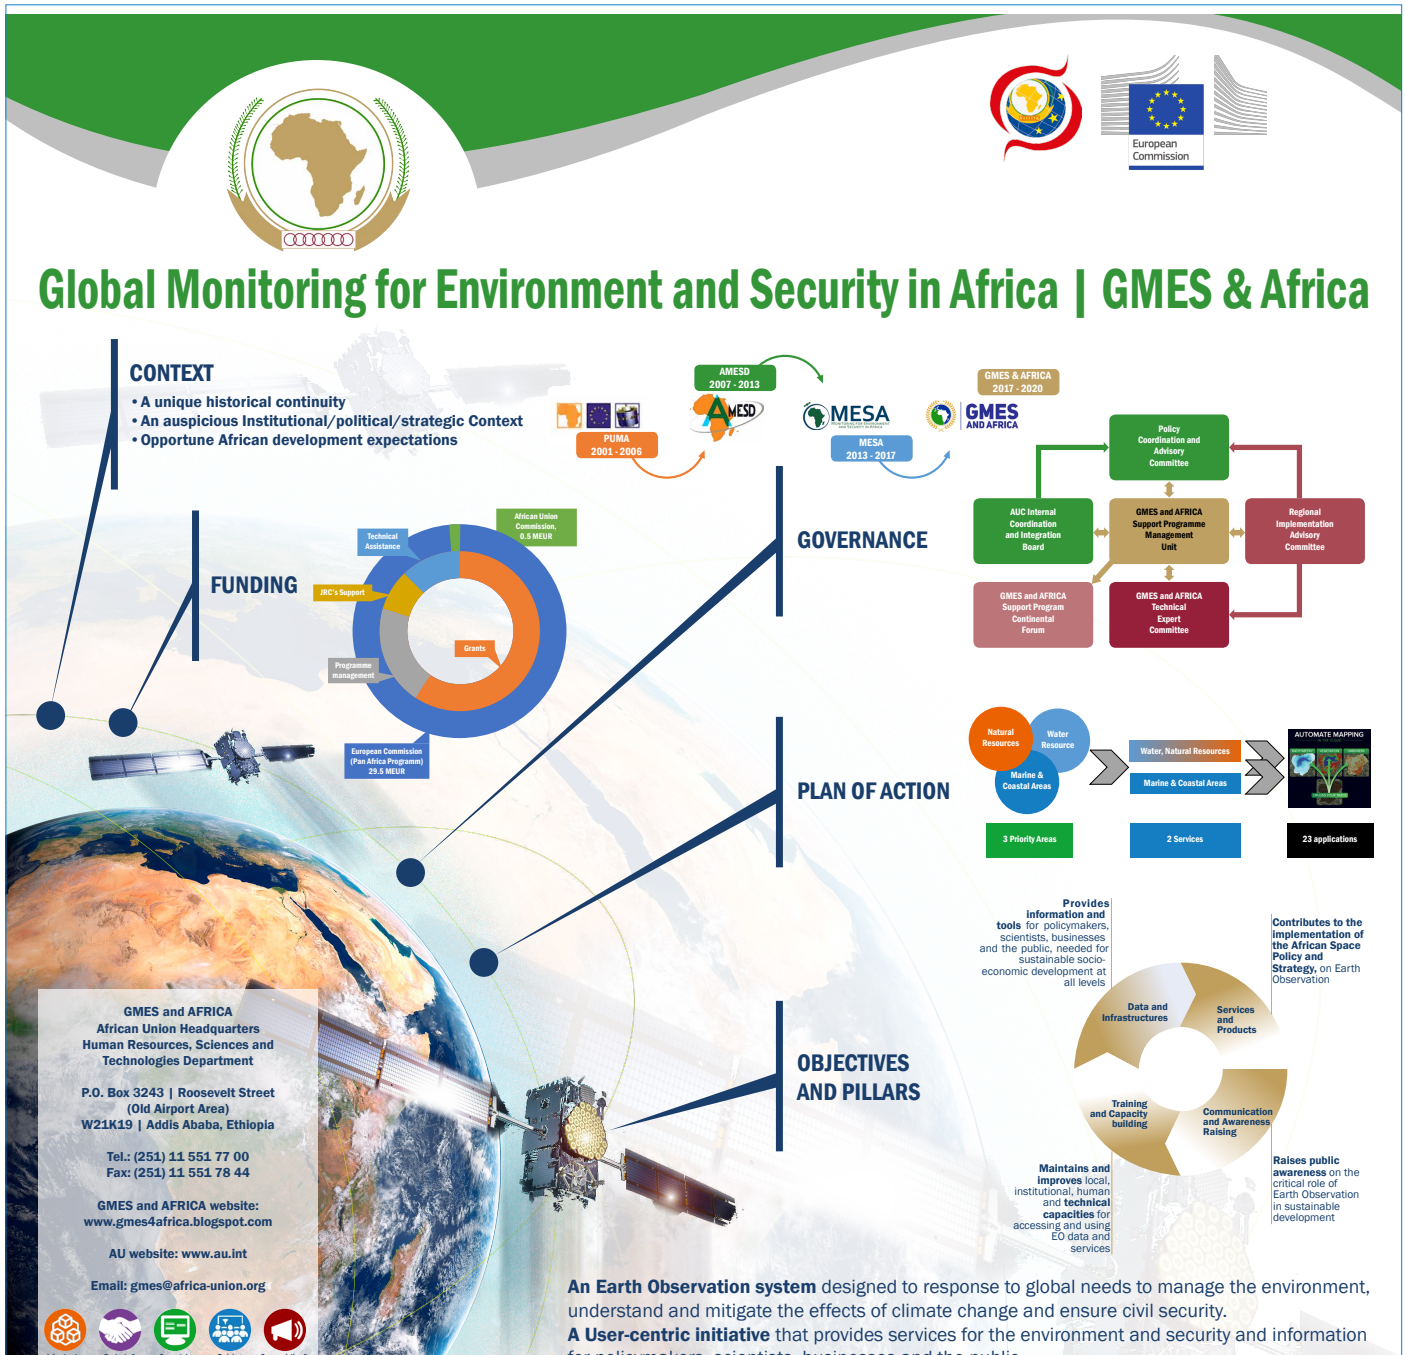 European
Commission
Global Monitoring for Environment and Security in Africa | GMES & Africa
CONTEXT
• A unique historical continuity
• An auspicious Institutional/political/strategic Context
• Opportune African development expectations
PUMA
2001 - 2006
AMESD
2007 - 2013
AMESD
MESA
MESA
2013 - 2017
GMES & AFRICA
2017 - 2020
GMES
AND AFRICA
FUNDING
African Union
Commission,
0.5 MEUR
Technical
Assistance
JRC's Support
Grants
Programme
management
European Commission
(Pan Africa Programm)
29.5 MEUR
GOVERNANCE
Policy
Coordination and
Advisory
Committee
AUC Internal
Coordination
and Integration
Board
GMES and AFRICA
Support Programme
Management
Unit
Regional
Implementation
Advisory
Committee
GMES and AFRICA
Support Program
Continental
Forum
GMES and AFRICA
Technical
Expert
Committee
PLAN OF ACTION
Natural
Resources
Water
Resource
Marine &
Coastal Areas
Water, Natural Resources
Marine & Coastal Areas
AUTOMATE MAPPING
3 Priority Areas
2 Services
23 applications
OBJECTIVES
AND PILLARS
Provides
information and
tools for policymakers,
scientists, businesses
and the public, needed for
sustainable socio-
economic development at
all levels
Contributes to the
implementation of
the African Space
Policy and
Strategy, on Earth
Observation
Data and
Infrastructures
Services
and
Products
Training
and Capacity
building
Communication
and Awareness
Raising
Maintains and
improves local,
institutional, human
and technical
capacities for
accessing and using
EO data and
services
Raises public
awareness on the
critical role of
Earth Observation
in sustainable
development
GMES and AFRICA
African Union Headquarters
Human Resources, Sciences and
Technologies Department
P.O. Box 3243 | Roosevelt Street
(Old Airport Area)
W21K19 | Addis Ababa, Ethiopia
Tel.: (251) 11 551 77 00
Fax: (251) 11 551 78 44
GMES and AFRICA website:
www.gmes4africa.blogspot.com
AU website: www.au.int
Email: gmes@africa-union.org
An Earth Observation system designed to response to global needs to manage the environment,
understand and mitigate the effects of climate change and ensure civil security.
A User-centric initiative that provides services for the environment and security and information
for policymakers, scientists, businesses and the public.